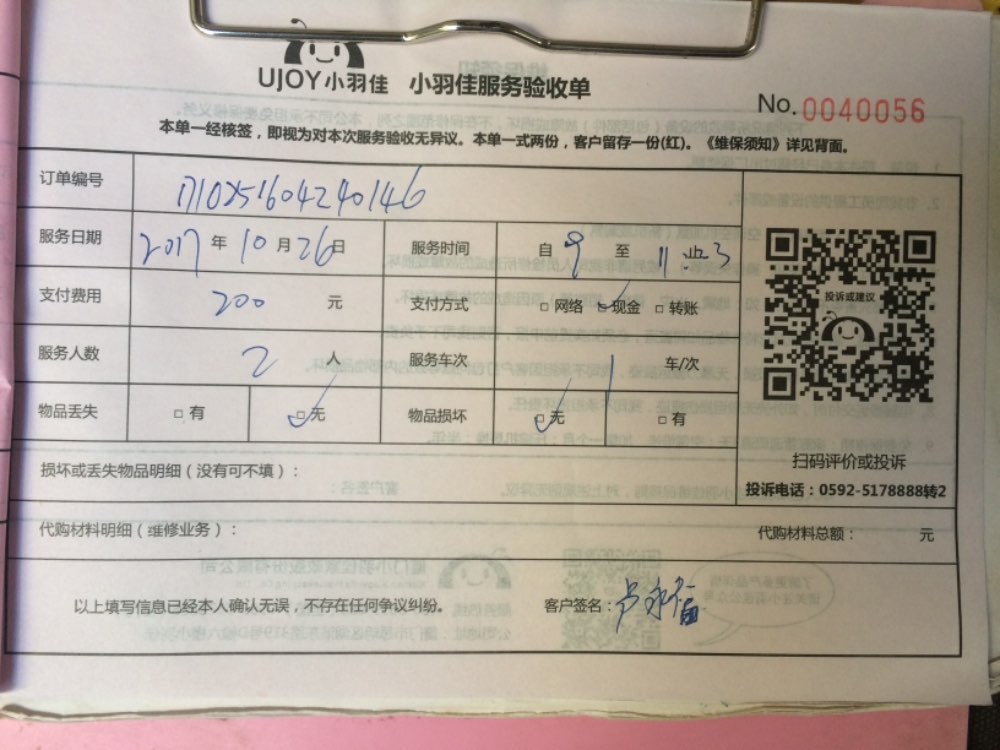 UJOY小羽佳 小羽佳服务验收单
No. 0040056
本单一经核签，即视为对本次服务验收无异议。本单一式两份，客户留存一份(红)。《维保须知》详见背面。
订单编号
服务日期 2017 年 10 月 26 日 服务时间 自 9 至 11
支付费用 200 元 支付方式 □ 网络 □ 现金 □ 转账
服务人数 2 人 服务车次 1 车/次
物品丢失 □ 有 □ 无 物品损坏 □ 无 □ 有
投诉或建议
扫码评价或投诉
投诉电话：0592-5178888转2
损坏或丢失物品明细（没有可不填）：
代购材料明细（维修业务）： 代购材料总额： 元
以上填写信息已经本人确认无误，不存在任何争议纠纷。 客户签名：